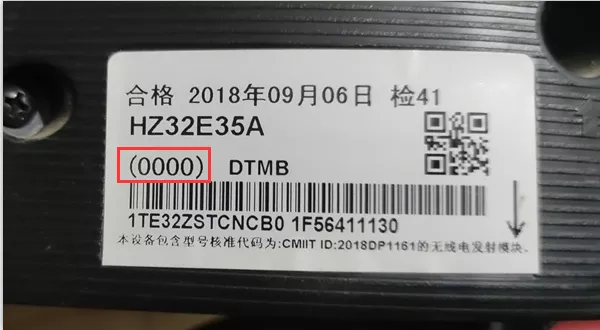 合格 2018年09月06日 检41
HZ32E35A
(0000) DTMB
1TE32ZSTCNCB0 1F56411130
本设备包含型号核准代码为:CMIIT ID:2018DP1161的无线电发射模块.